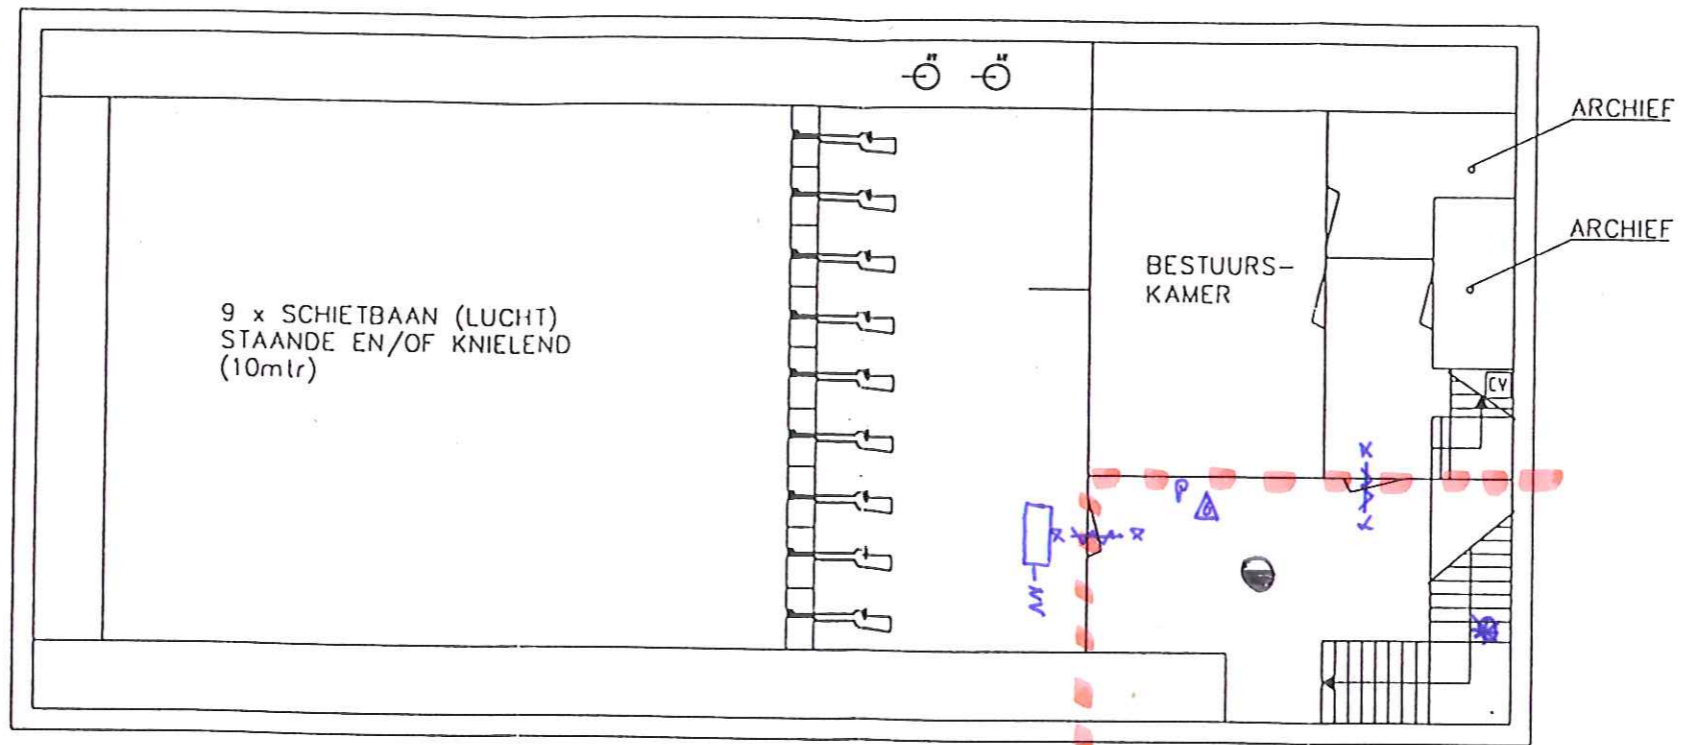 ARCHIEF
ARCHIEF
BESTUURS-
KAMER
9 x SCHIETBAAN (LUCHT)
STAANDE EN/OF KNIELEND
(10mtr)
CV
P